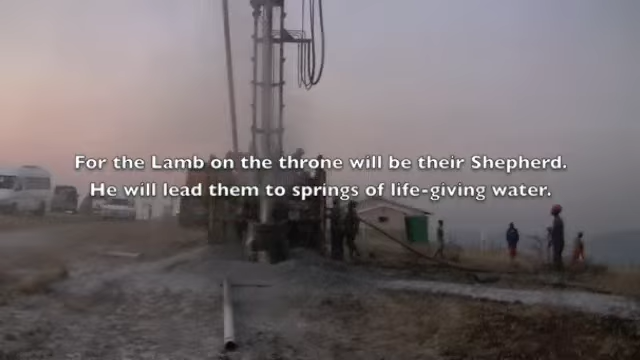 For the Lamb on the throne will be their Shepherd.
He will lead them to springs of life-giving water.